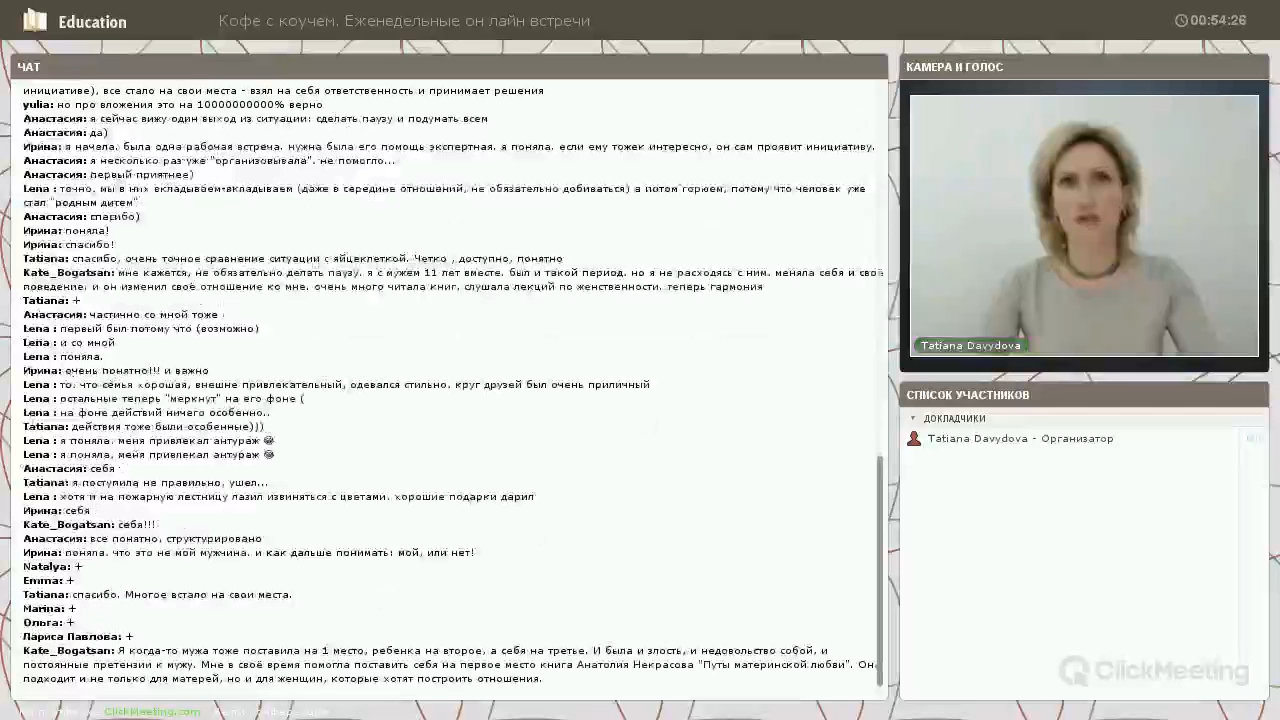 Education
Кофе с коучем. Еженедельные он лайн встречи
00:54:26
ЧАТ
инициативе), все стало на свои места - взял на себя ответственность и принимает решения
yulia: но про вложения это на 10000000000% верно
Анастасия: я сейчас вижу один выход из ситуации: сделать паузу и подумать всем
Анастасия: да)
Ирина: я начела. была одна рабочая встреча. нужна была его помощь экспертная. я поняла. если ему тожек интересно, он сам проявит инициативу.
Анастасия: я несколько раз уже "организовывала". не помогло...
Анастасия: первый приятнее)
Lena : точно. мы в них вкладываем-вкладываем (даже в середине отношений, не обязательно добиваться) а потом горюем, потому что человек уже
стал "родным дитем"
Анастасия: спасибо)
Ирина: поняла!
Ирина: спасибо!
Tatiana: спасибо, очень точное сравнение ситуации с яйцеклеткой. Четко , доступно, понятно
Kate_Bogatsan: мне кажется, не обязательно делать паузу. я с мужем 11 лет вместе. был и такой период. но я не расходясь с ним. меняла себя и своё
поведение. и он изменил своё отношение ко мне. очень много читала книг, слушала лекций по женственности. теперь гармония
Tatiana: +
Анастасия: частично со мной тоже
Lena : первый был потому что (возможно)
Lena : и со мной
Lena : поняла.
Ирина: очень понятно!!! и важно
Lena : то. что семья хорошая, внешне привлекательный, одевался стильно, круг друзей был очень приличный
Lena : остальные теперь "меркнут" на его фоне (
Lena : на фоне действий ничего особенно..
Tatiana: действия тоже были особенные)))
Lena : я поняла. меня привлекал антураж 😂
Lena : я поняла. меня привлекал антураж 😂
Анастасия: себя
Tatiana: я поступила не правильно, ушел...
Lena : хотя и на пожарную лестницу лазил извиняться с цветами. хорошие подарки дарил
Ирина: себя
Kate_Bogatsan: себя!!!
Анастасия: все понятно, структурировано
Ирина: поняла. что это не мой мужчина. и как дальше понимать: мой, или нет!
Natalya: +
Emma: +
Tatiana: спасибо. Многое встало на свои места.
Marina: +
Ольга: +
Лариса Павлова: +
Kate_Bogatsan: Я когда-то мужа тоже поставила на 1 место, ребенка на второе, а себя на третье. И была и злость, и недовольство собой, и
постоянные претензии к мужу. Мне в своё время помогла поставить себя на первое место книга Анатолия Некрасова "Путы материнской любви". Она
подходит и не только для матерей, но и для женщин, которые хотят построить отношения.
ClickMeeting.com
КАМЕРА И ГОЛОС
Tatiana Davydova
СПИСОК УЧАСТНИКОВ
ДОКЛАДЧИКИ
Tatiana Davydova - Организатор
ClickMeeting